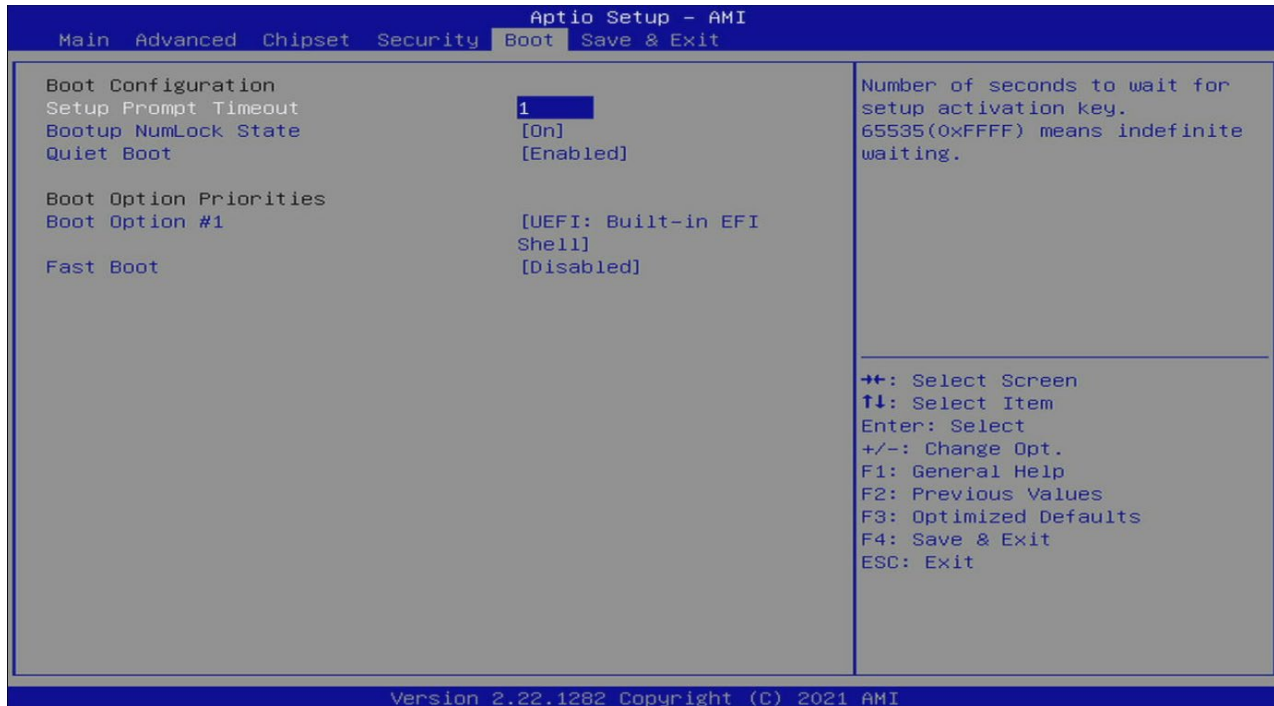 Aptio Setup – AMI
Main Advanced Chipset Security Boot Save & Exit
Boot Configuration
Setup Prompt Timeout 1
Bootup NumLock State [On]
Quiet Boot [Enabled]
Boot Option Priorities
Boot Option #1 [UEFI: Built-in EFI
Shell]
Fast Boot [Disabled]
Number of seconds to wait for
setup activation key.
65535(0xFFFF) means indefinite
waiting.
→←: Select Screen
↑↓: Select Item
Enter: Select
+/-: Change Opt.
F1: General Help
F2: Previous Values
F3: Optimized Defaults
F4: Save & Exit
ESC: Exit
Version 2.22.1282 Copyright (C) 2021 AMI